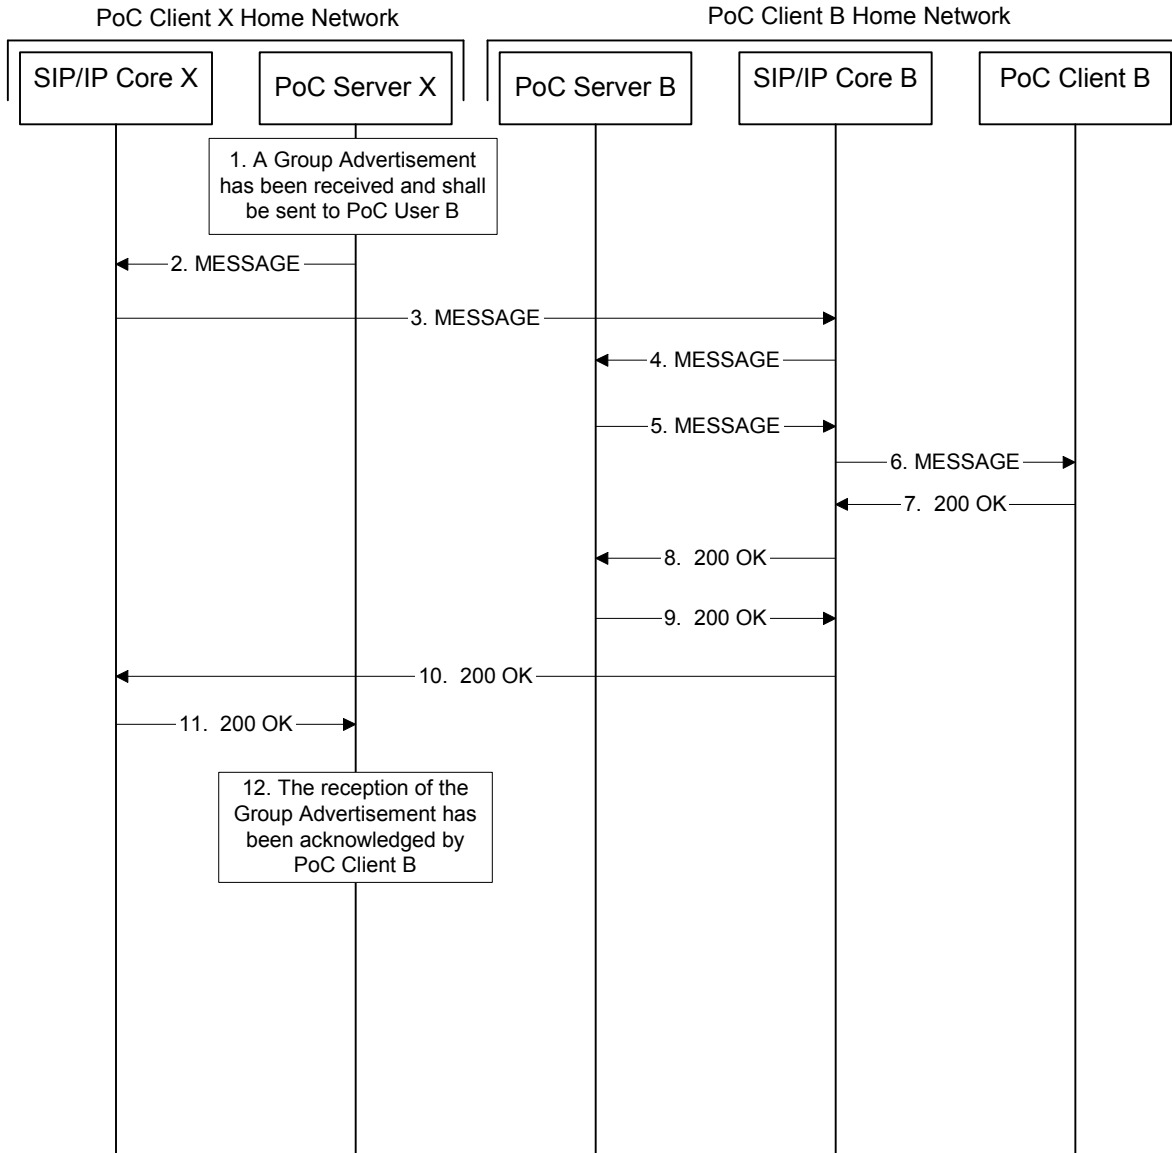 PoC Client X Home Network
PoC Client B Home Network
SIP/IP Core X
PoC Server X
PoC Server B
SIP/IP Core B
PoC Client B
1. A Group Advertisement
has been received and shall
be sent to PoC User B
2. MESSAGE
3. MESSAGE
4. MESSAGE
5. MESSAGE
6. MESSAGE
7. 200 OK
8. 200 OK
9. 200 OK
10. 200 OK
11. 200 OK
12. The reception of the
Group Advertisement has
been acknowledged by
PoC Client B